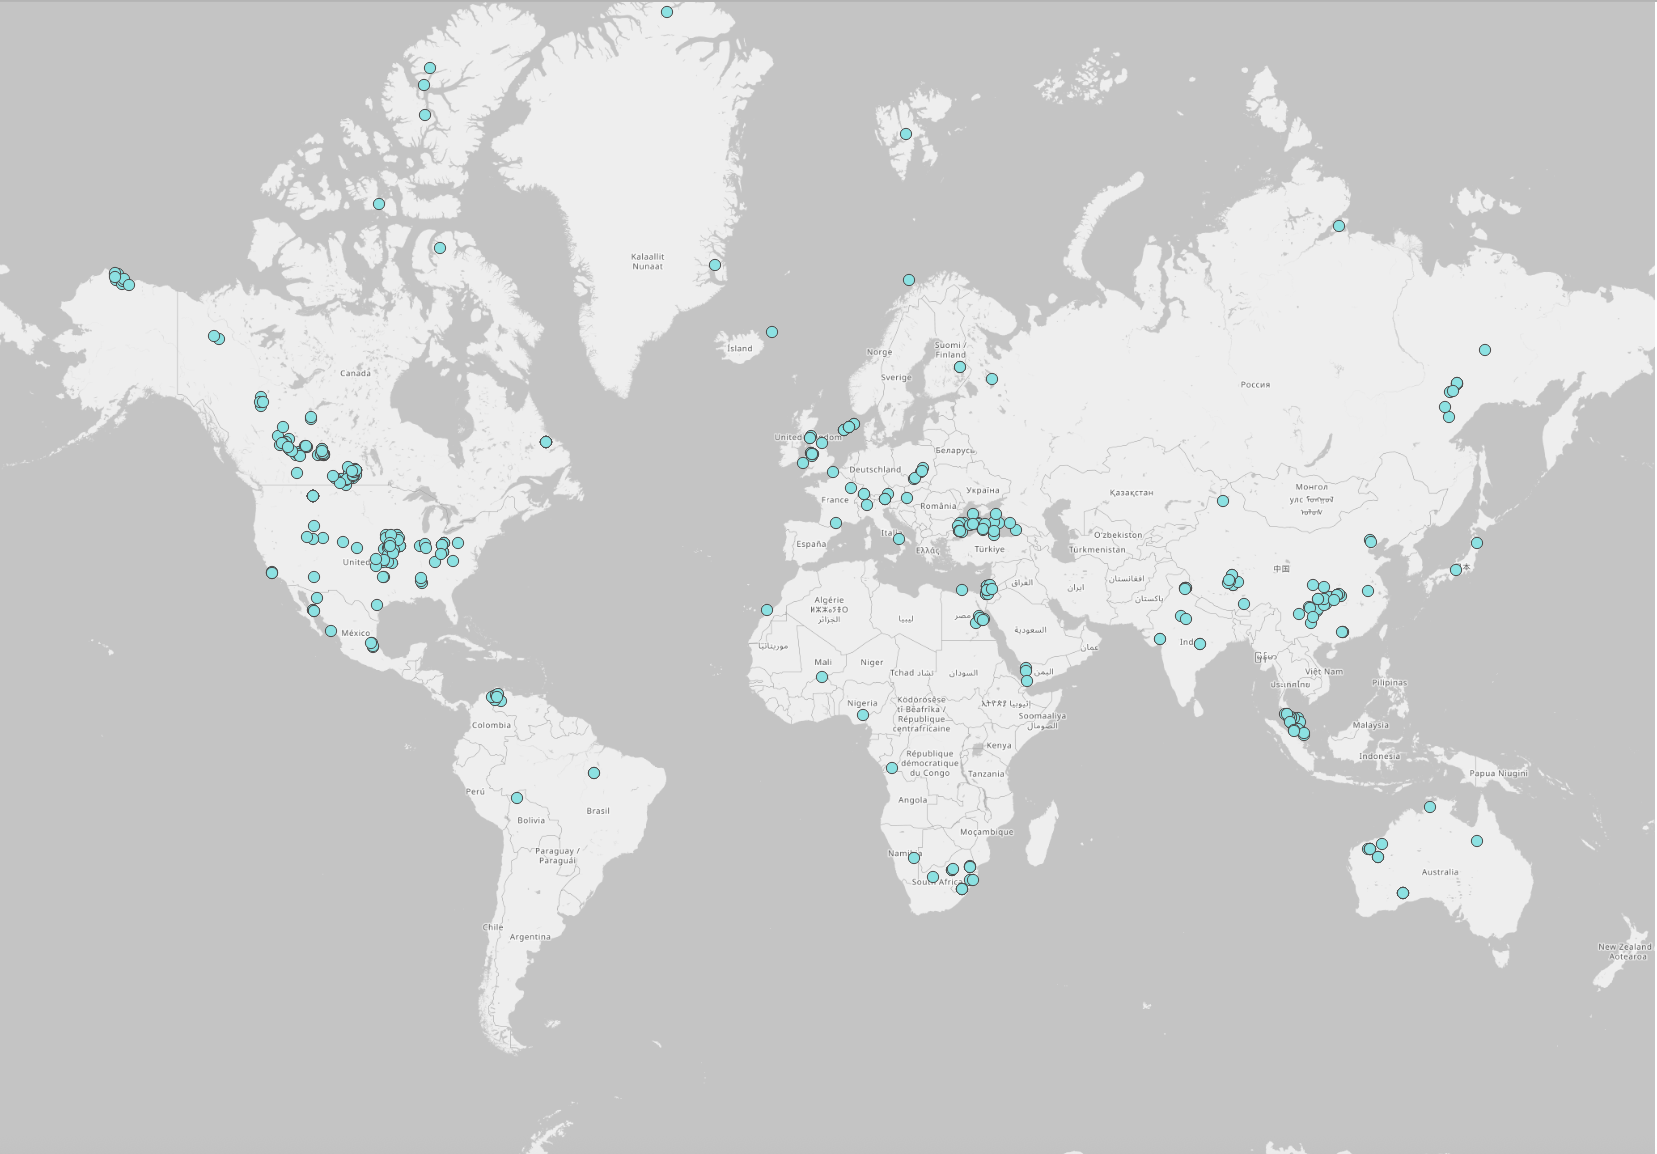 Kalaallit
Nunaat
Ísland
Norge
Suomi /
Finland
Sverige
Россия
Canada
United Kingdom
Беларусь
Deutschland
Україна
Қазақстан
Монгол
улс
France
România
Italia
España
Ελλάς
Türkiye
Oʻzbekiston
Türkmenistan
中国
日本
United
العراق
ایران
افغانستان
پاکستان
Algérie
ⵍⵣⵣⴰⵢⴻⵔ
الجزائر
ليبيا
مصر
السعودية
عمان
موريتانيا
México
Mali
Niger
Tchad تشاد
السودان
اليمن
India
Việt Nam
ประเทศไทย
Pilipinas
Nigeria
Ködörösêse
tî Bêafrîka /
République
centrafricaine
ኢትዮጵያ إثيوبيا
Soomaaliya
الصومال
Colombia
Malaysia
Kenya
Indonesia
République
démocratique
du Congo
Tanzania
Papua Niugini
Perú
Angola
Brasil
Bolivia
Moçambique
Paraguay /
Paraguái
Namibia
South Africa
Australia
Chile
Argentina
New Zealand
Aotearoa